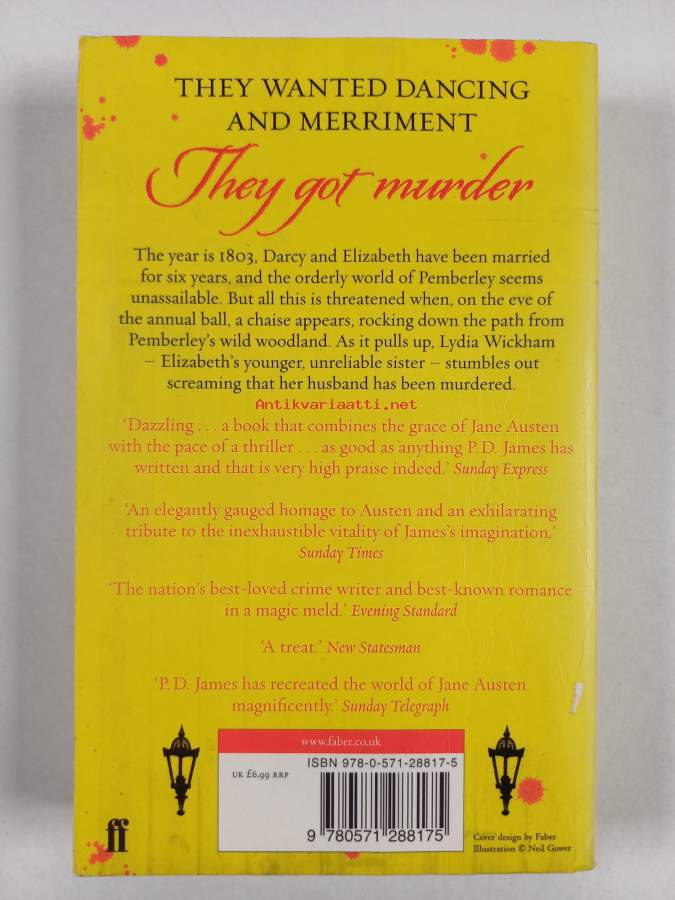 THEY WANTED DANCING
AND MERRIMENT
They got murder
The year is 1803, Darcy and Elizabeth have been married
for six years, and the orderly world of Pemberley seems
unassailable. But all this is threatened when, on the eve of
the annual ball, a chaise appears, rocking down the path from
Pemberley's wild woodland. As it pulls up, Lydia Wickham
– Elizabeth's younger, unreliable sister – stumbles out
screaming that her husband has been murdered.
Antikvariaatti.net
'Dazzling . . . a book that combines the grace of Jane Austen
with the pace of a thriller . . . as good as anything P. D. James has
written and that is very high praise indeed.' Sunday Express
'An elegantly gauged homage to Austen and an exhilarating
tribute to the inexhaustible vitality of James's imagination.'
Sunday Times
'The nation's best-loved crime writer and best-known romance
in a magic meld.' Evening Standard
'A treat.' New Statesman
'P. D. James has recreated the world of Jane Austen
magnificently.' Sunday Telegraph
www.faber.co.uk
ISBN 978-0-571-28817-5
UK £6.99 RRP
9 780571 288175
ff
Cover design by Faber
Illustration © Neil Gower